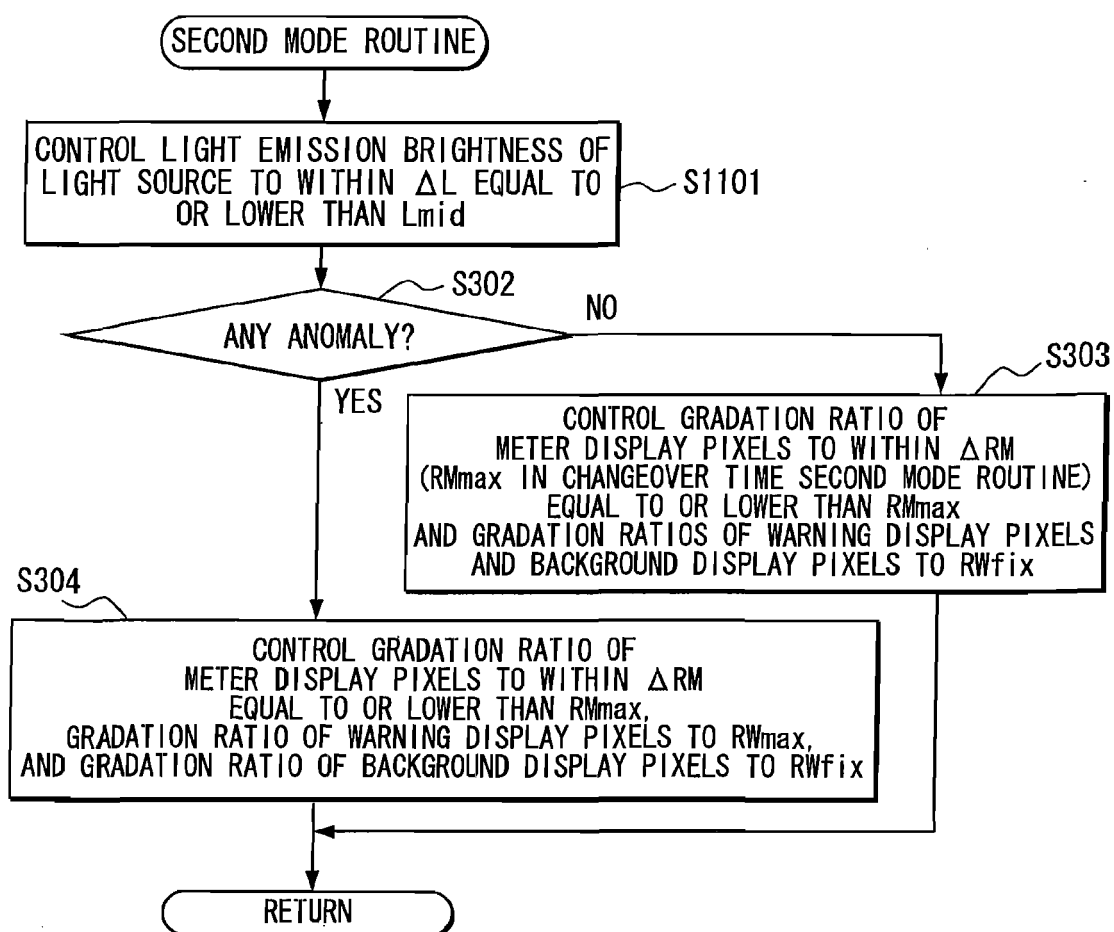 SECOND MODE ROUTINE
CONTROL LIGHT EMISSION BRIGHTNESS OF
LIGHT SOURCE TO WITHIN ΔL EQUAL TO
OR LOWER THAN Lmid
S1101
S302
ANY ANOMALY?
NO
YES
S303
CONTROL GRADATION RATIO OF
METER DISPLAY PIXELS TO WITHIN ΔRM
(RMmax IN CHANGEOVER TIME SECOND MODE ROUTINE)
EQUAL TO OR LOWER THAN RMmax
AND GRADATION RATIOS OF WARNING DISPLAY PIXELS
AND BACKGROUND DISPLAY PIXELS TO RWfix
S304
CONTROL GRADATION RATIO OF
METER DISPLAY PIXELS TO WITHIN ΔRM
EQUAL TO OR LOWER THAN RMmax,
GRADATION RATIO OF WARNING DISPLAY PIXELS TO RWmax,
AND GRADATION RATIO OF BACKGROUND DISPLAY PIXELS TO RWfix
RETURN